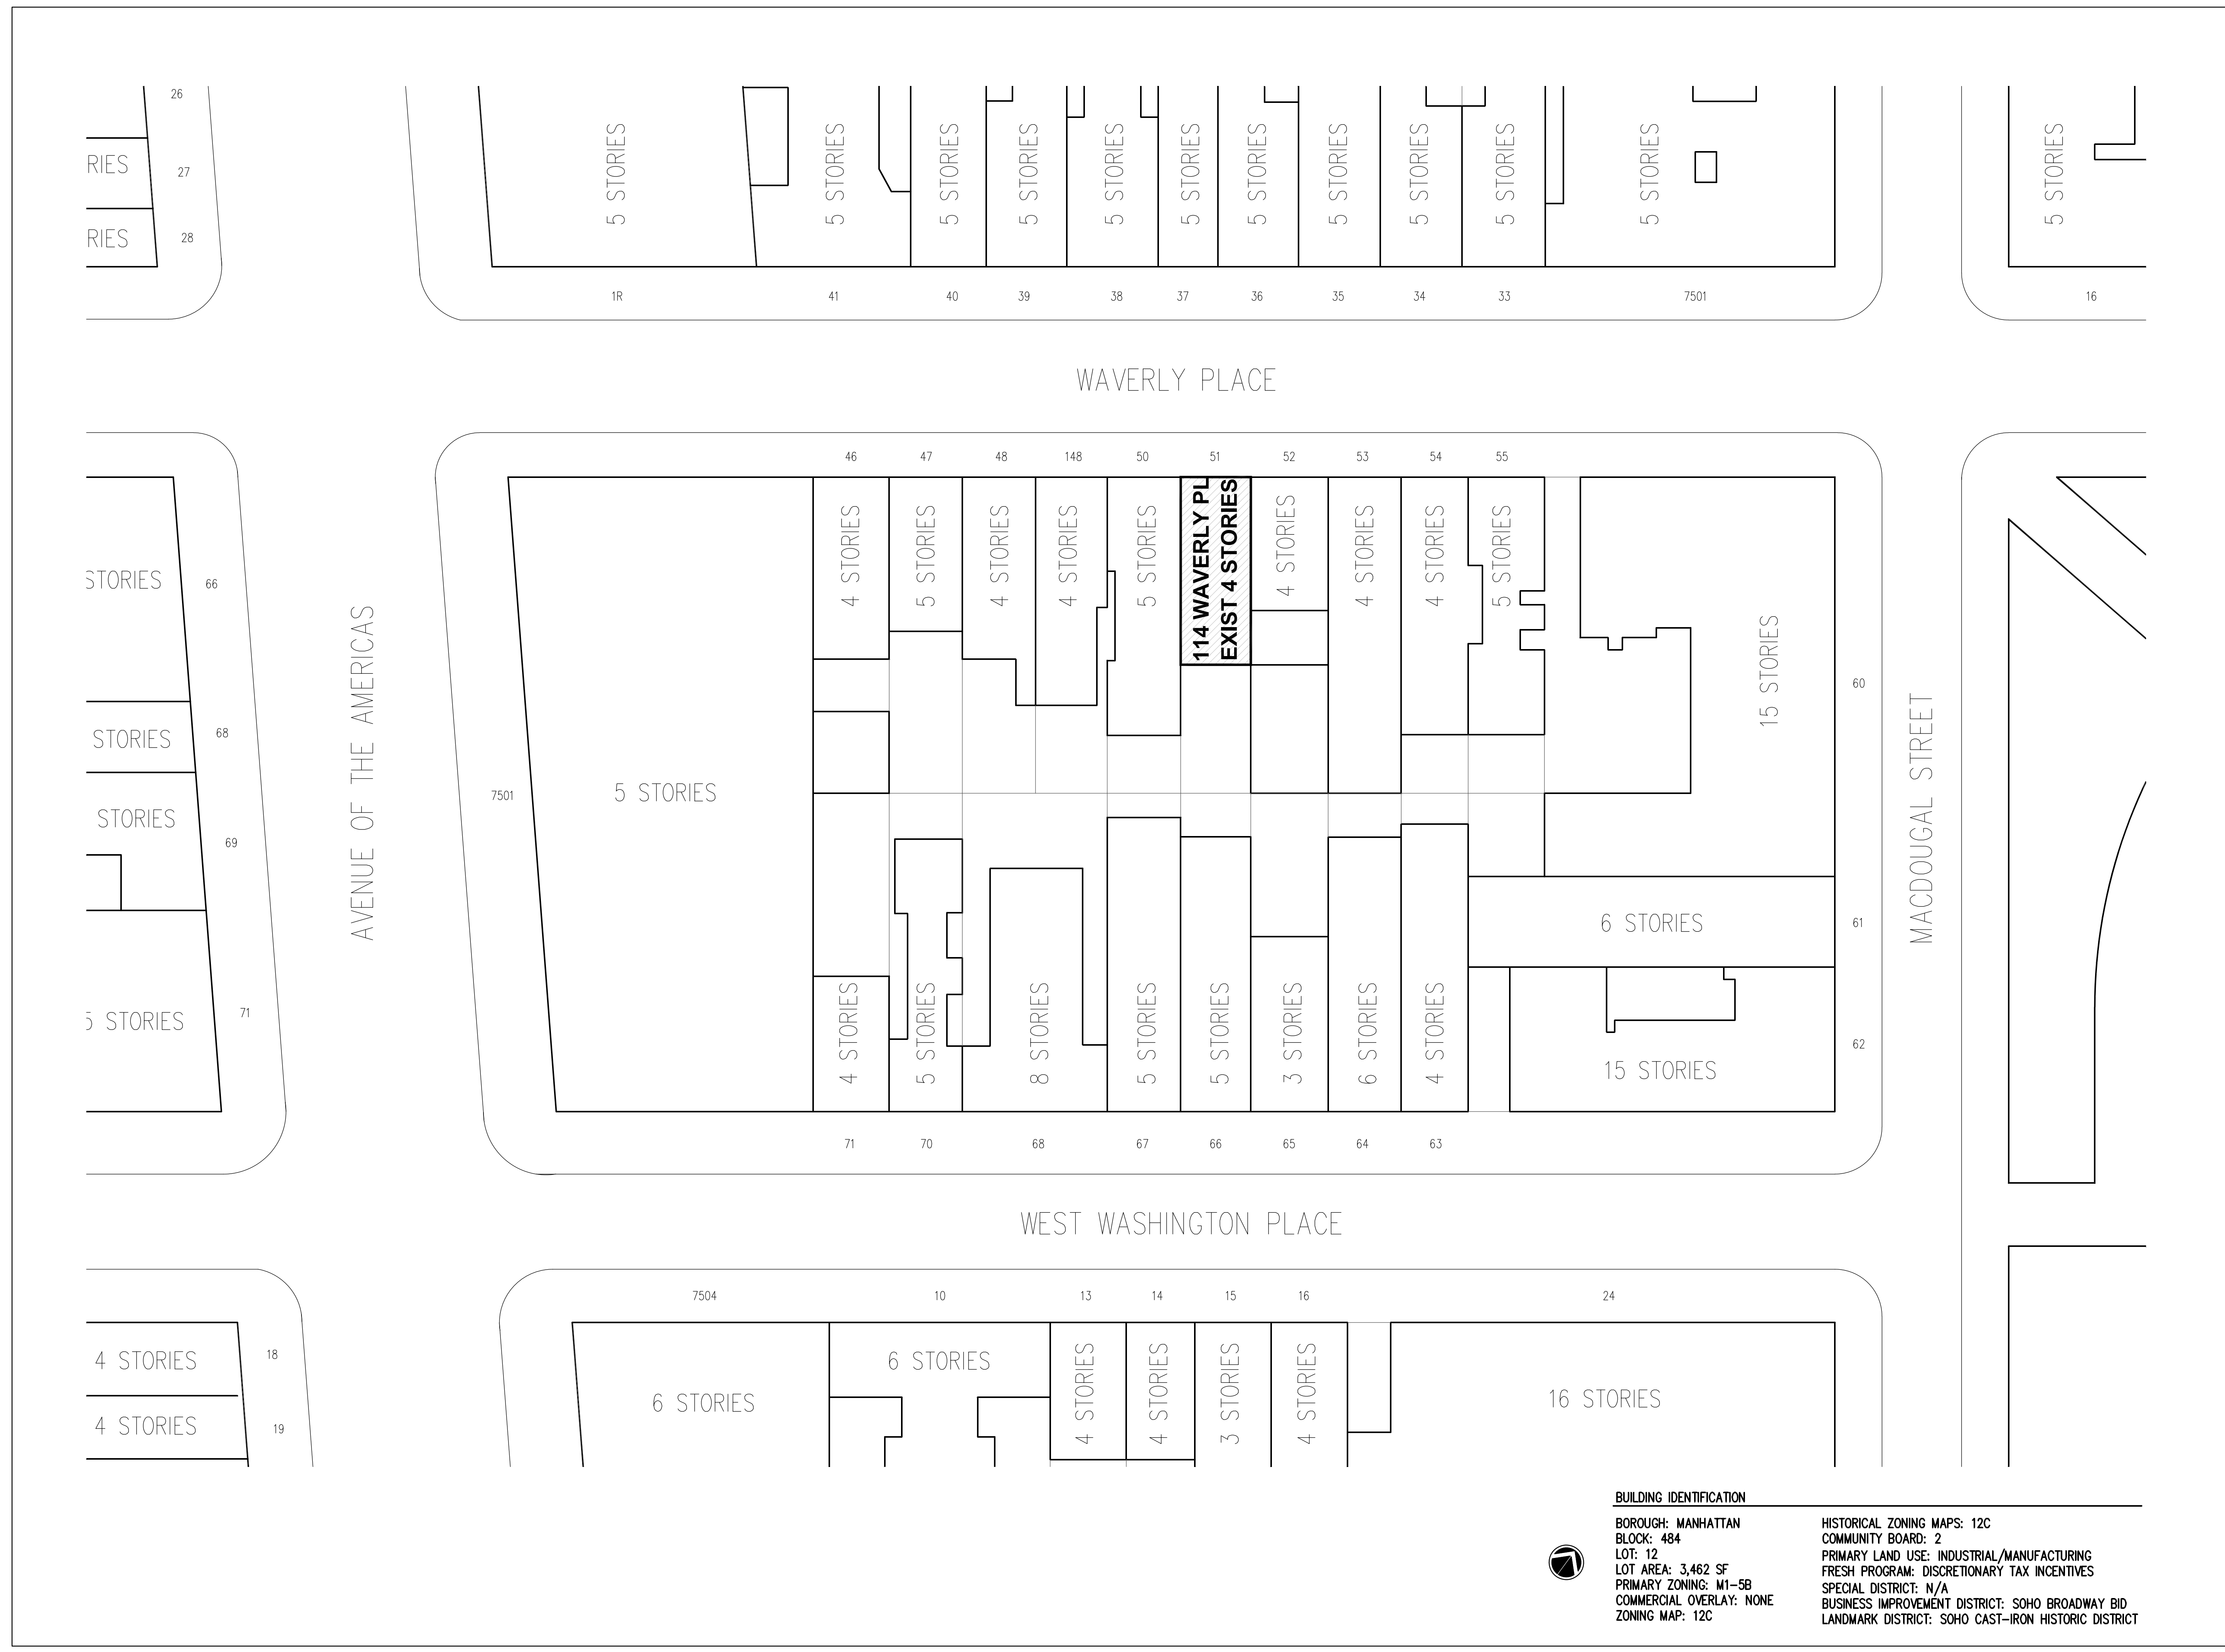 26
RIES
27
RIES
28
5 STORIES
5 STORIES
5 STORIES
5 STORIES
5 STORIES
5 STORIES
5 STORIES
5 STORIES
5 STORIES
5 STORIES
5 STORIES
5 STORIES
1R
41
40
39
38
37
36
35
34
33
7501
16
WAVERLY PLACE
46
47
48
148
50
51
52
53
54
55
4 STORIES
5 STORIES
4 STORIES
4 STORIES
5 STORIES
114 WAVERLY PL
EXIST 4 STORIES
4 STORIES
4 STORIES
4 STORIES
5 STORIES
15 STORIES
60
STORIES
66
STORIES
68
STORIES
69
5 STORIES
71
AVENUE OF THE AMERICAS
7501
5 STORIES
MACDOUGAL STREET
6 STORIES
61
15 STORIES
62
4 STORIES
5 STORIES
8 STORIES
5 STORIES
5 STORIES
3 STORIES
6 STORIES
4 STORIES
71
70
68
67
66
65
64
63
WEST WASHINGTON PLACE
7504
10
13
14
15
16
24
4 STORIES
18
4 STORIES
19
6 STORIES
6 STORIES
4 STORIES
4 STORIES
3 STORIES
4 STORIES
16 STORIES
BUILDING IDENTIFICATION
BOROUGH: MANHATTAN
BLOCK: 484
LOT: 12
LOT AREA: 3,462 SF
PRIMARY ZONING: M1-5B
COMMERCIAL OVERLAY: NONE
ZONING MAP: 12C
HISTORICAL ZONING MAPS: 12C
COMMUNITY BOARD: 2
PRIMARY LAND USE: INDUSTRIAL/MANUFACTURING
FRESH PROGRAM: DISCRETIONARY TAX INCENTIVES
SPECIAL DISTRICT: N/A
BUSINESS IMPROVEMENT DISTRICT: SOHO BROADWAY BID
LANDMARK DISTRICT: SOHO CAST-IRON HISTORIC DISTRICT